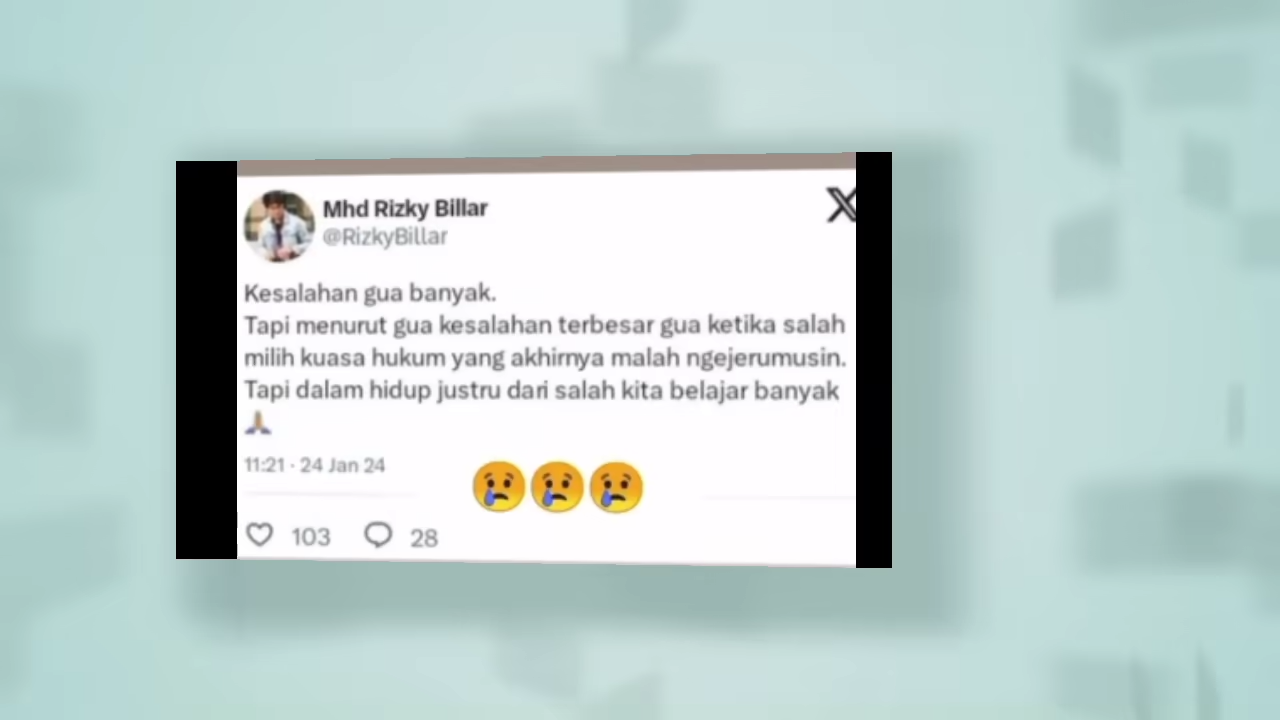 Mhd Rizky Billar
@RizkyBillar
Kesalahan gua banyak.
Tapi menurut gua kesalahan terbesar gua ketika salah
milih kuasa hukum yang akhirnya malah ngejerumusin.
Tapi dalam hidup justru dari salah kita belajar banyak
🙏
11:21 · 24 Jan 24
😢😢😢
103 28